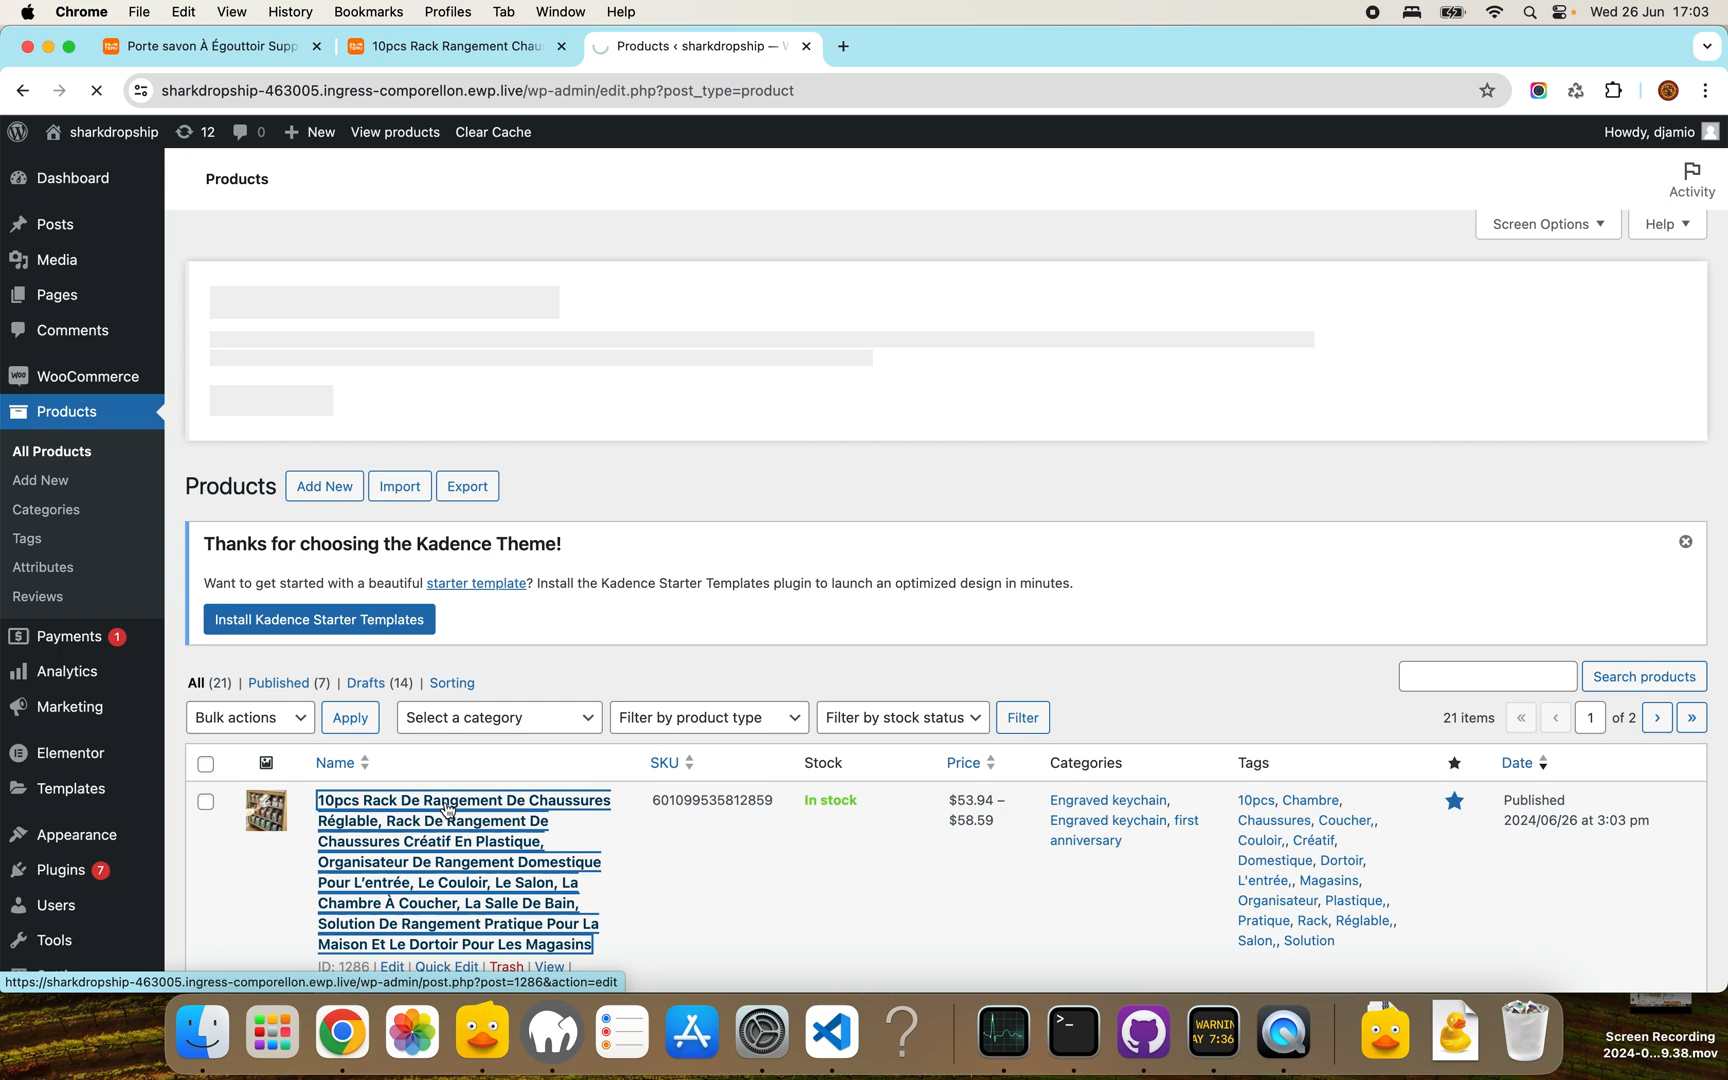 Chrome File Edit View History Bookmarks Profiles Tab Window Help Wed 26 Jun 17:03
Porte savon À Égouttoir Supp 10pcs Rack Rangement Chau Products ‹ sharkdropship —
sharkdropship-463005.ingress-comporellon.ewp.live/wp-admin/edit.php?post_type=product
sharkdropship 12 0 New View products Clear Cache Howdy, djamio
Dashboard
Posts
Media
Pages
Comments
WooCommerce
Products
All Products
Add New
Categories
Tags
Attributes
Reviews
Payments 1
Analytics
Marketing
Elementor
Templates
Appearance
Plugins 7
Users
Tools
Products
Activity
Screen Options ▼ Help ▼
Products Add New Import Export
Thanks for choosing the Kadence Theme!
Want to get started with a beautiful starter template? Install the Kadence Starter Templates plugin to launch an optimized design in minutes.
Install Kadence Starter Templates
All (21) | Published (7) | Drafts (14) | Sorting
Search products
Bulk actions Apply Select a category Filter by product type Filter by stock status Filter 21 items « ‹ 1 of 2 › »
Name SKU Stock Price Categories Tags Date
10pcs Rack De Rangement De Chaussures
Réglable, Rack De Rangement De
Chaussures Créatif En Plastique,
Organisateur De Rangement Domestique
Pour L'entrée, Le Couloir, Le Salon, La
Chambre À Coucher, La Salle De Bain,
Solution De Rangement Pratique Pour La
Maison Et Le Dortoir Pour Les Magasins
ID: 1286 | Edit | Quick Edit | Trash | View |
601099535812859
In stock
$53.94 –
$58.59
Engraved keychain,
Engraved keychain, first
anniversary
10pcs, Chambre,
Chaussures, Coucher,,
Couloir,, Créatif,
Domestique, Dortoir,
L'entrée,, Magasins,
Organisateur, Plastique,,
Pratique, Rack, Réglable,,
Salon,, Solution
Published
2024/06/26 at 3:03 pm
https://sharkdropship-463005.ingress-comporellon.ewp.live/wp-admin/post.php?post=1286&action=edit
WARNIN
AY 7:36
Screen Recording
2024-0...9.38.mov